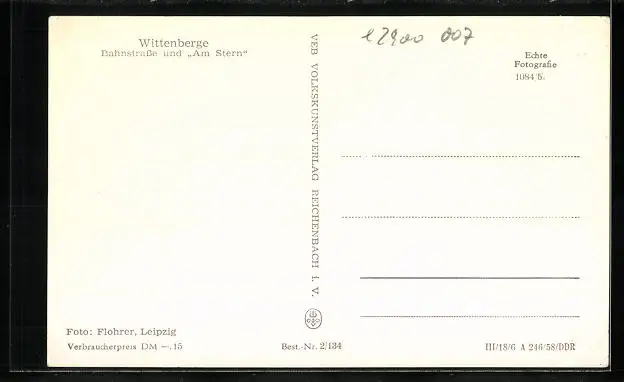 Wittenberge
Bahnstraße und „Am Stern“
e2900 007
Echte
Fotografie
1084/5.
VEB VOLKSKUNSTVERLAG REICHENBACH i. V.
Foto: Flohrer, Leipzig
Verbraucherpreis DM —.15
Best.-Nr. 2/134
III/18/6 A 246/58/DDR